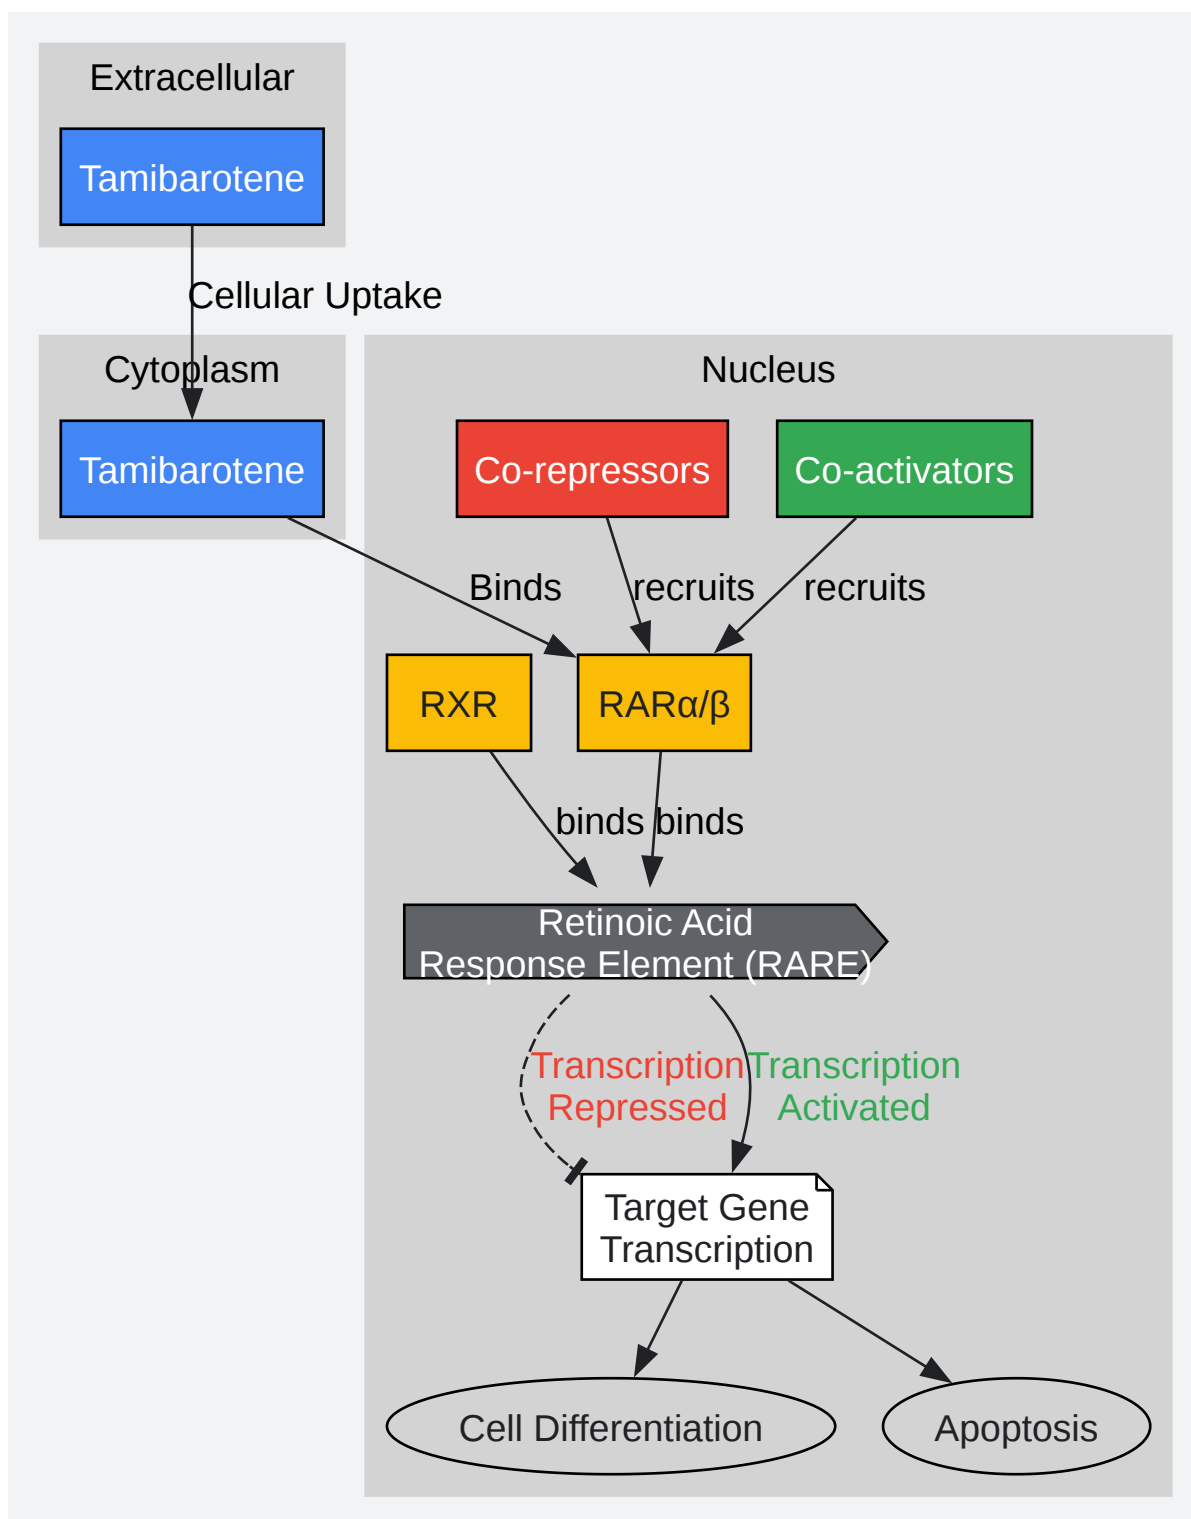 Extracellular
Tamibarotene
Cellular Uptake
Cytoplasm
Tamibarotene
Nucleus
Co-repressors
Co-activators
Binds
recruits
recruits
RXR
RARα/β
binds
binds
Retinoic Acid
Response Element (RARE)
Transcription
Repressed
Transcription
Activated
Target Gene
Transcription
Cell Differentiation
Apoptosis